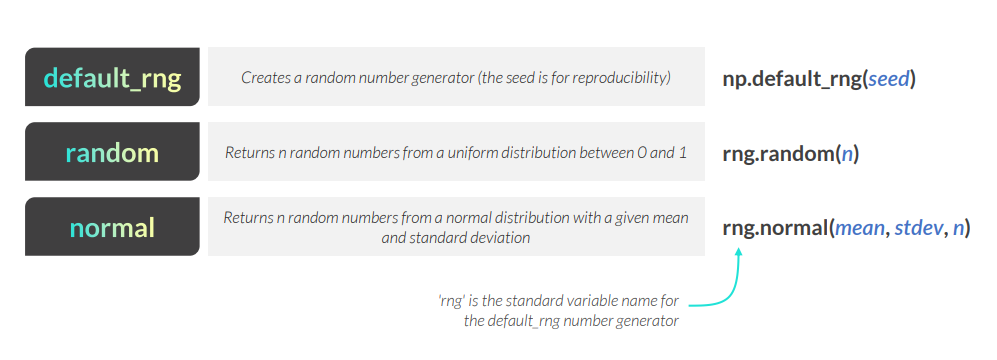 default_rng
Creates a random number generator (the seed is for reproducibility)
np.default_rng(seed)
random
Returns n random numbers from a uniform distribution between 0 and 1
rng.random(n)
normal
Returns n random numbers from a normal distribution with a given mean
and standard deviation
rng.normal(mean, stdev, n)
'rng' is the standard variable name for
the default_rng number generator